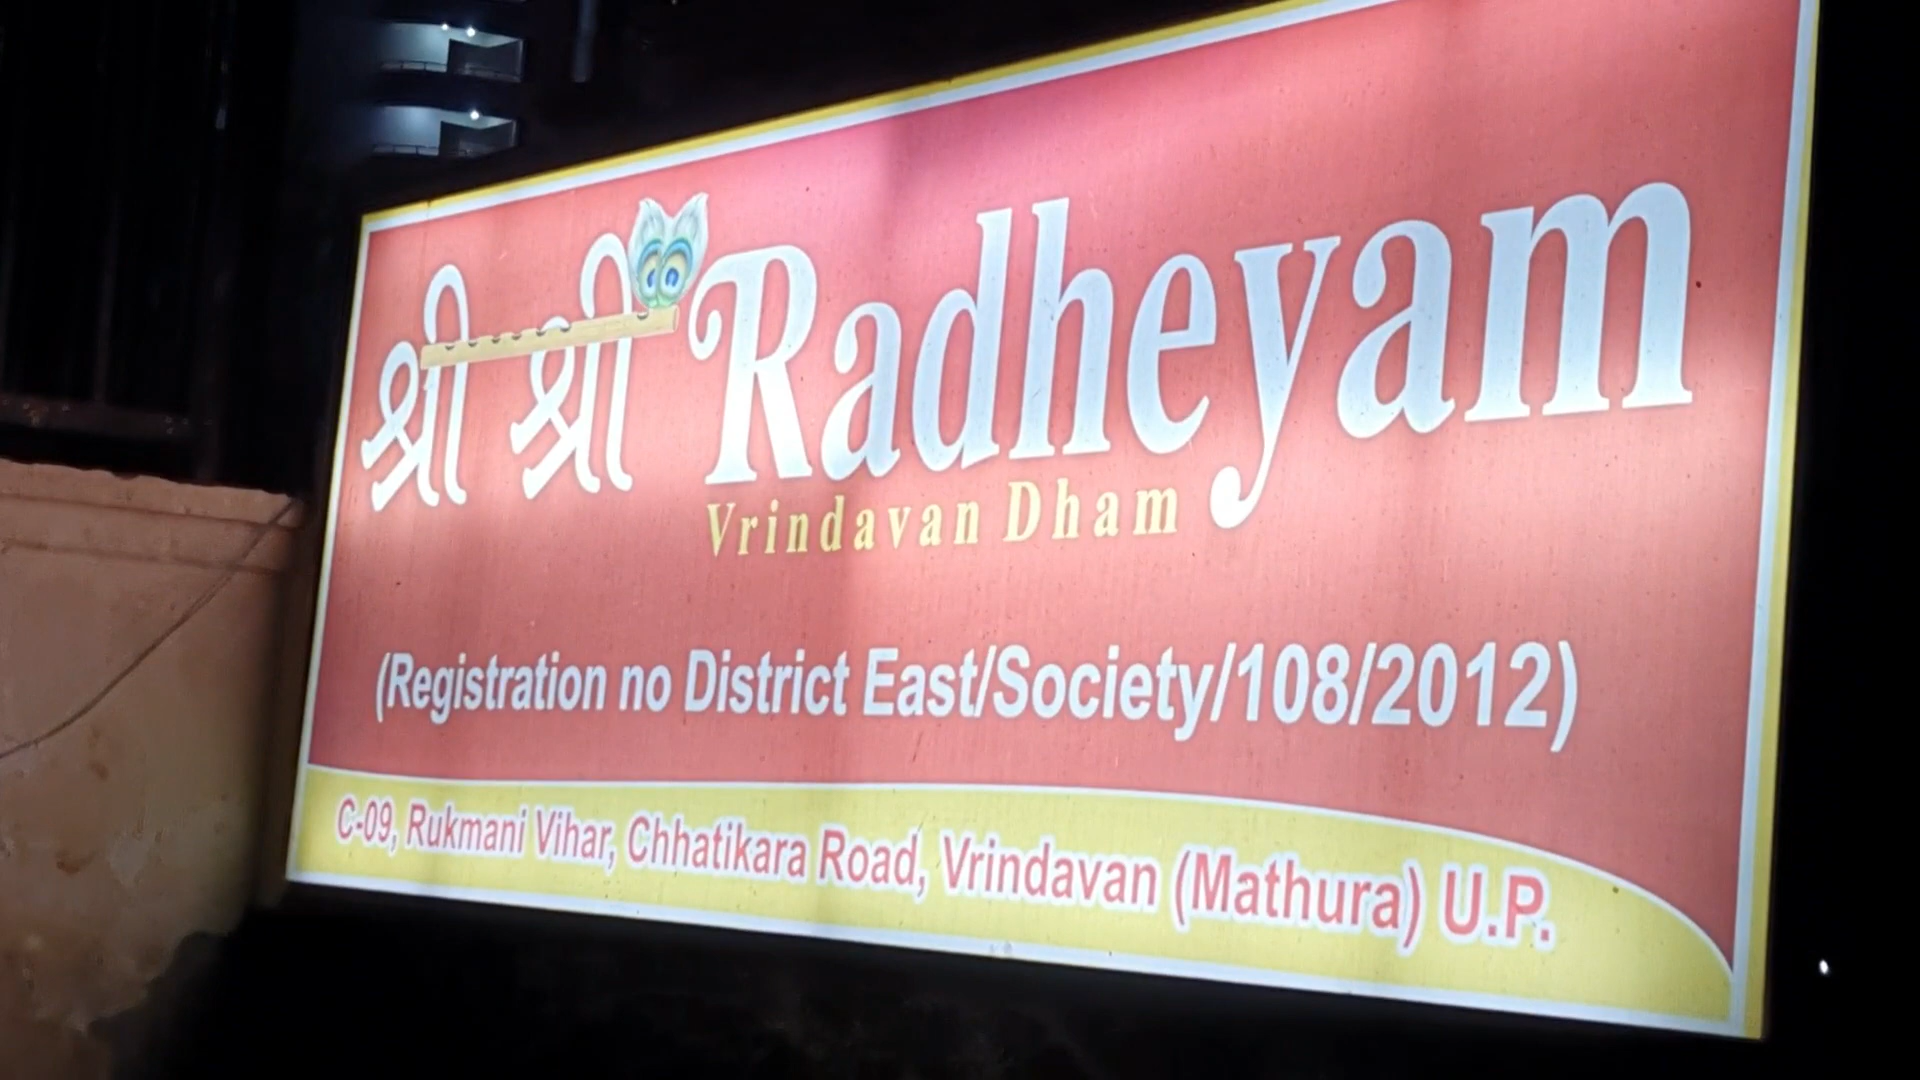 श्री श्री Radheyam
Vrindavan Dham
(Registration no District East/Society/108/2012)
C-09, Rukmani Vihar, Chhatikara Road, Vrindavan (Mathura) U.P.